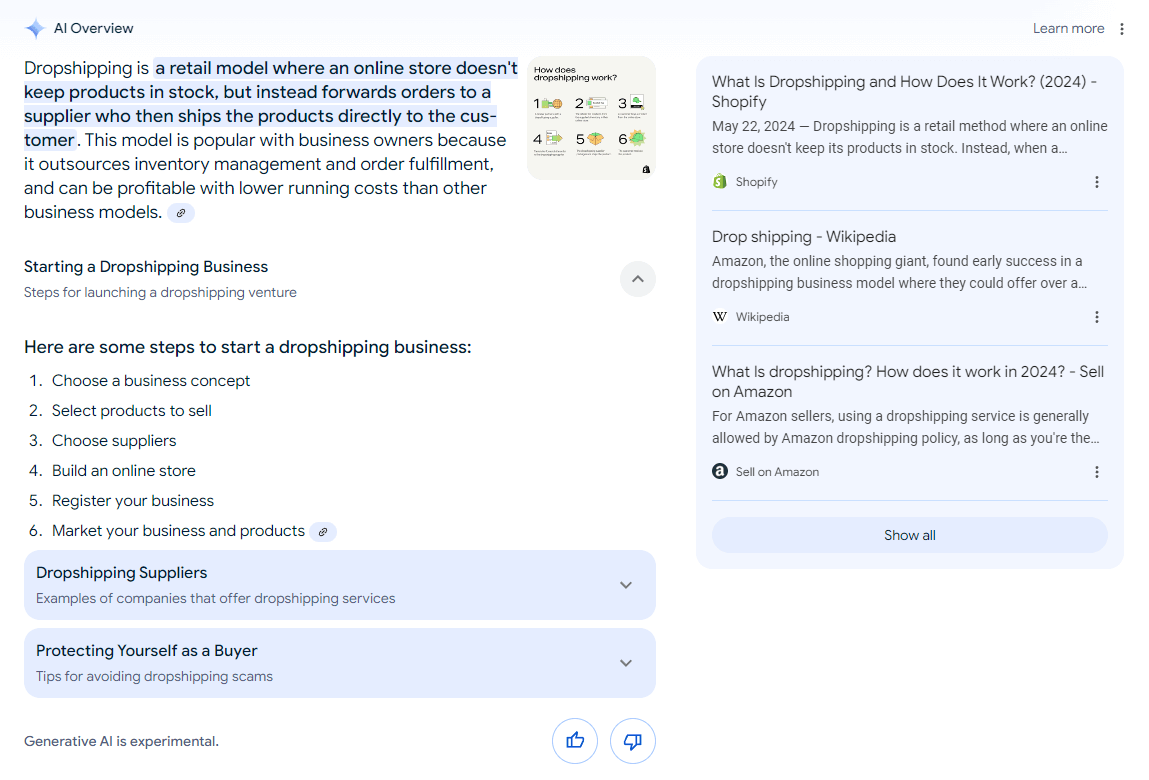 AI Overview
Learn more
Dropshipping is a retail model where an online store doesn't
keep products in stock, but instead forwards orders to a
supplier who then ships the products directly to the cus-
tomer. This model is popular with business owners because
it outsources inventory management and order fulfillment,
and can be profitable with lower running costs than other
business models.
How does
dropshipping work?
1
2
3
4
5
6
Starting a Dropshipping Business
Steps for launching a dropshipping venture
Here are some steps to start a dropshipping business:
1. Choose a business concept
2. Select products to sell
3. Choose suppliers
4. Build an online store
5. Register your business
6. Market your business and products
Dropshipping Suppliers
Examples of companies that offer dropshipping services
Protecting Yourself as a Buyer
Tips for avoiding dropshipping scams
Generative AI is experimental.
What Is Dropshipping and How Does It Work? (2024) -
Shopify
May 22, 2024 — Dropshipping is a retail method where an online
store doesn't keep its products in stock. Instead, when a...
Shopify
Drop shipping - Wikipedia
Amazon, the online shopping giant, found early success in a
dropshipping business model where they could offer over a...
W Wikipedia
What Is dropshipping? How does it work in 2024? - Sell
on Amazon
For Amazon sellers, using a dropshipping service is generally
allowed by Amazon dropshipping policy, as long as you're the...
a Sell on Amazon
Show all